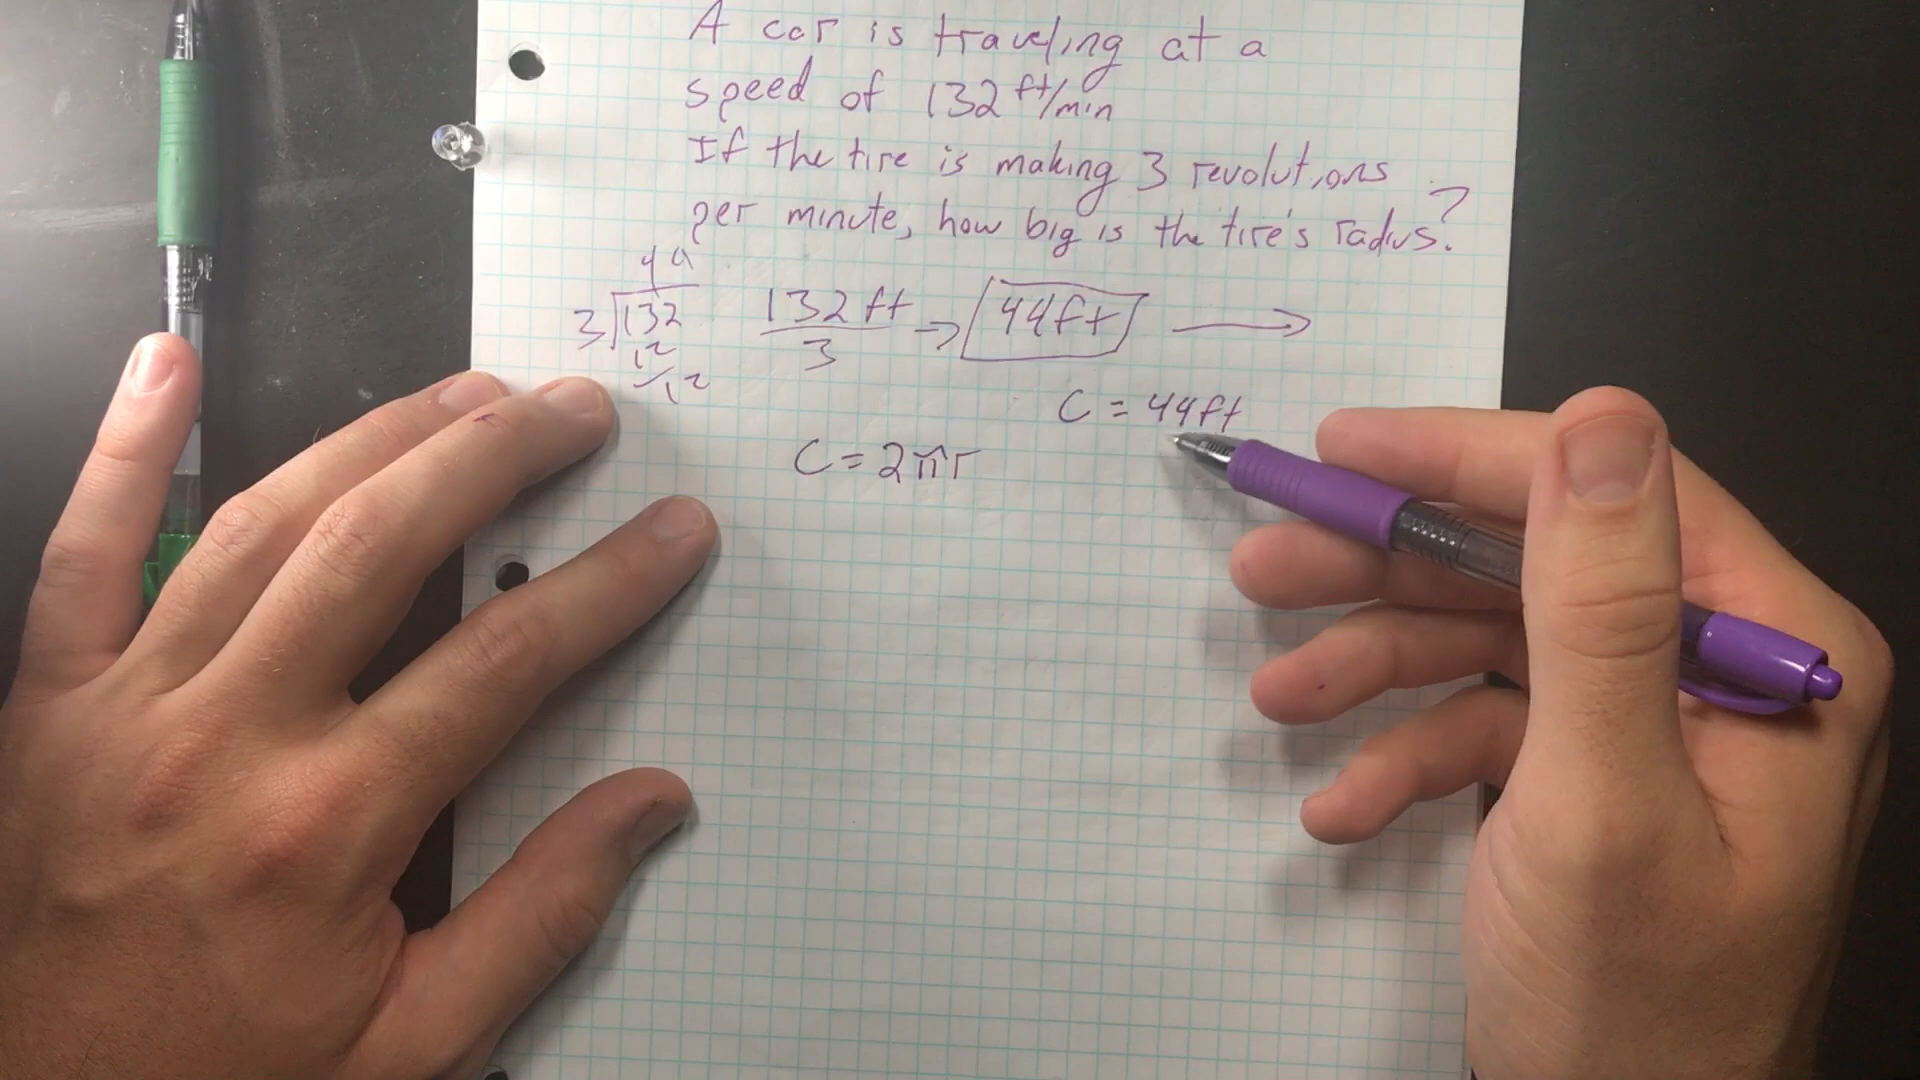 A car is traveling at a
speed of 132 ft/min
If the tire is making 3 revolutions
per minute, how big is the tire's radius?
44
3 132 132 ft → 44ft →
12 3
12
C = 44ft
C = 2πr